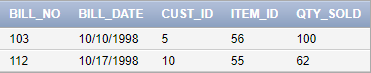 BILL_NO BILL_DATE CUST_ID ITEM_ID QTY_SOLD
103 10/10/1998 5 56 100
112 10/17/1998 10 55 62